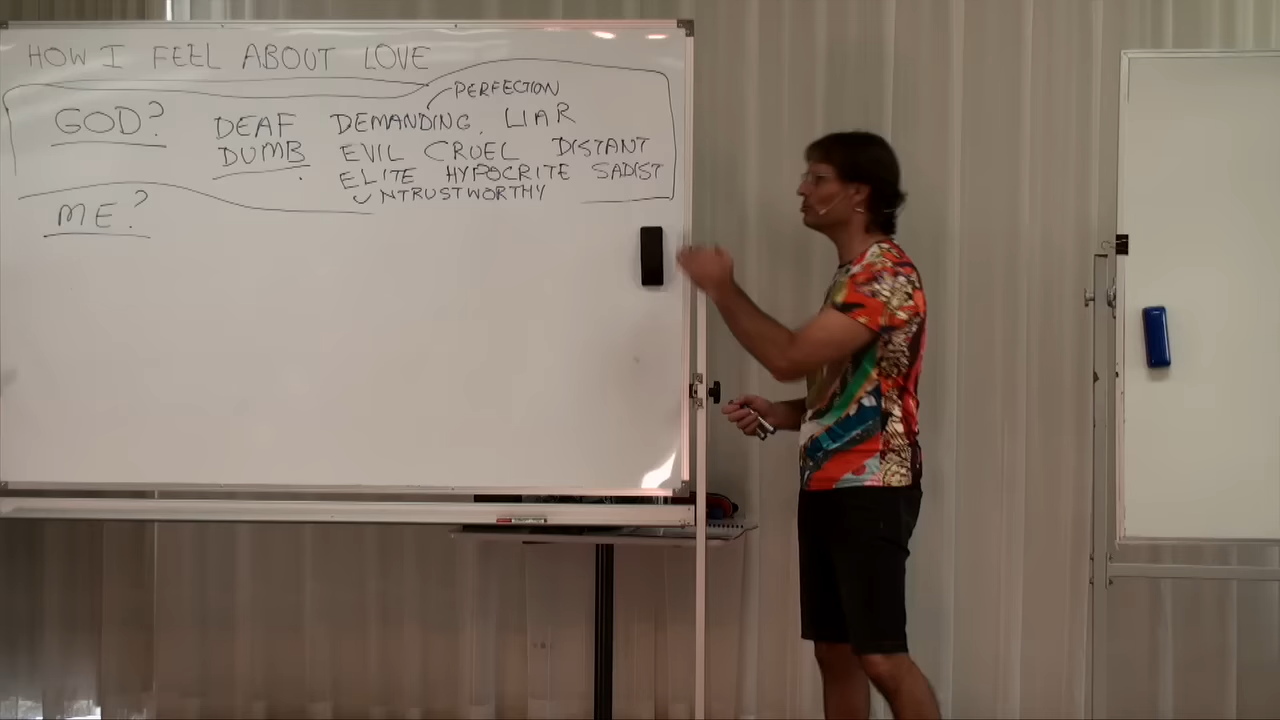 HOW I FEEL ABOUT LOVE
PERFECTION
GOD? DEAF DEMANDING. LIAR
DUMB EVIL CRUEL DISTANT
ELITE HYPOCRITE SADIST
UNTRUSTWORTHY
ME?